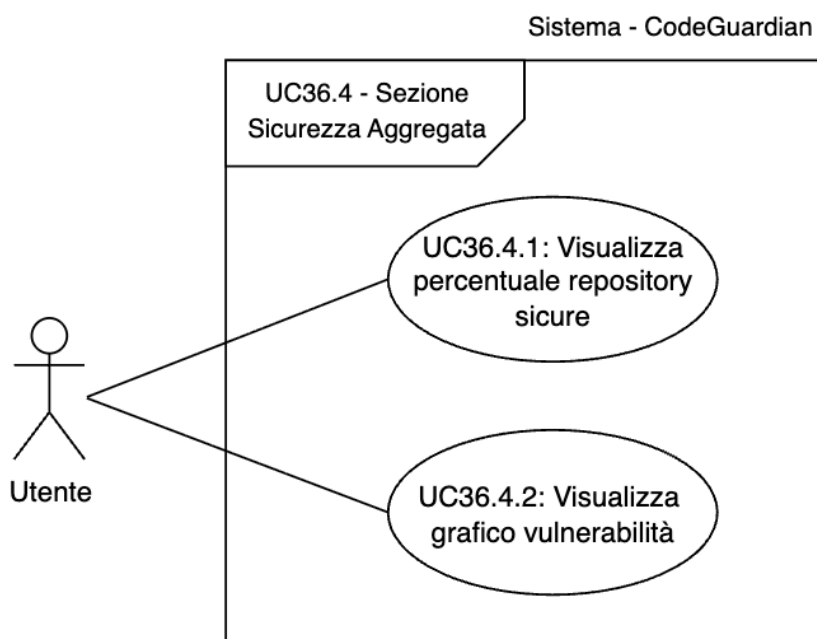 Sistema - CodeGuardian
UC36.4 - Sezione
Sicurezza Aggregata
UC36.4.1: Visualizza
percentuale repository
sicure
Utente
UC36.4.2: Visualizza
grafico vulnerabilità